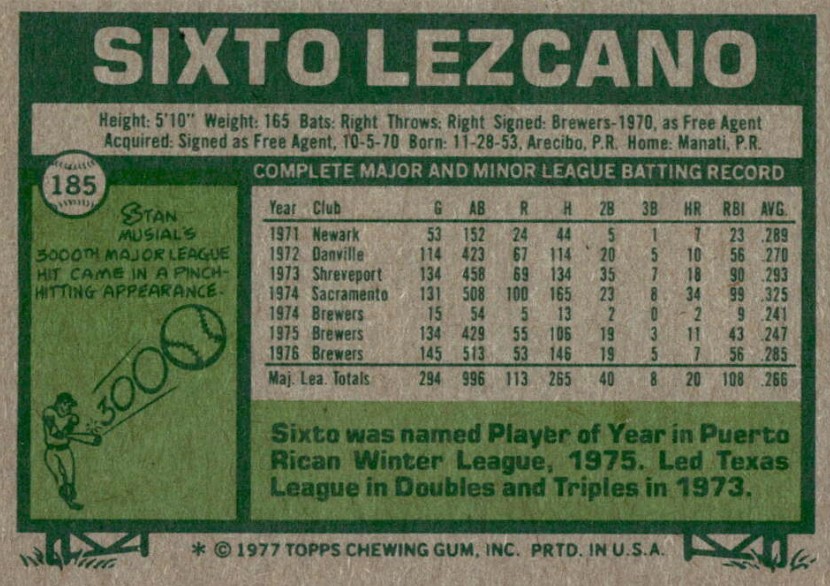 SIXTO LEZCANO
Height: 5'10" Weight: 165 Bats: Right Throws: Right Signed: Brewers-1970, as Free Agent
Acquired: Signed as Free Agent, 10-5-70 Born: 11-28-53, Arecibo, P.R. Home: Manati, P.R.
185
STAN
MUSIAL'S
3000TH MAJOR LEAGUE
HIT CAME IN A PINCH-
HITTING APPEARANCE.
3000
COMPLETE MAJOR AND MINOR LEAGUE BATTING RECORD
Year Club G AB R H 2B 3B HR RBI AVG.
1971 Newark 53 152 24 44 5 1 7 23 .289
1972 Danville 114 423 67 114 20 5 10 56 .270
1973 Shreveport 134 458 69 134 35 7 18 90 .293
1974 Sacramento 131 508 100 165 23 8 34 99 .325
1974 Brewers 15 54 5 13 2 0 2 9 .241
1975 Brewers 134 429 55 106 19 3 11 43 .247
1976 Brewers 145 513 53 146 19 5 7 56 .285
Maj. Lea. Totals 294 996 113 265 40 8 20 108 .266
Sixto was named Player of Year in Puerto
Rican Winter League, 1975. Led Texas
League in Doubles and Triples in 1973.
* © 1977 TOPPS CHEWING GUM, INC. PRTD. IN U.S.A.